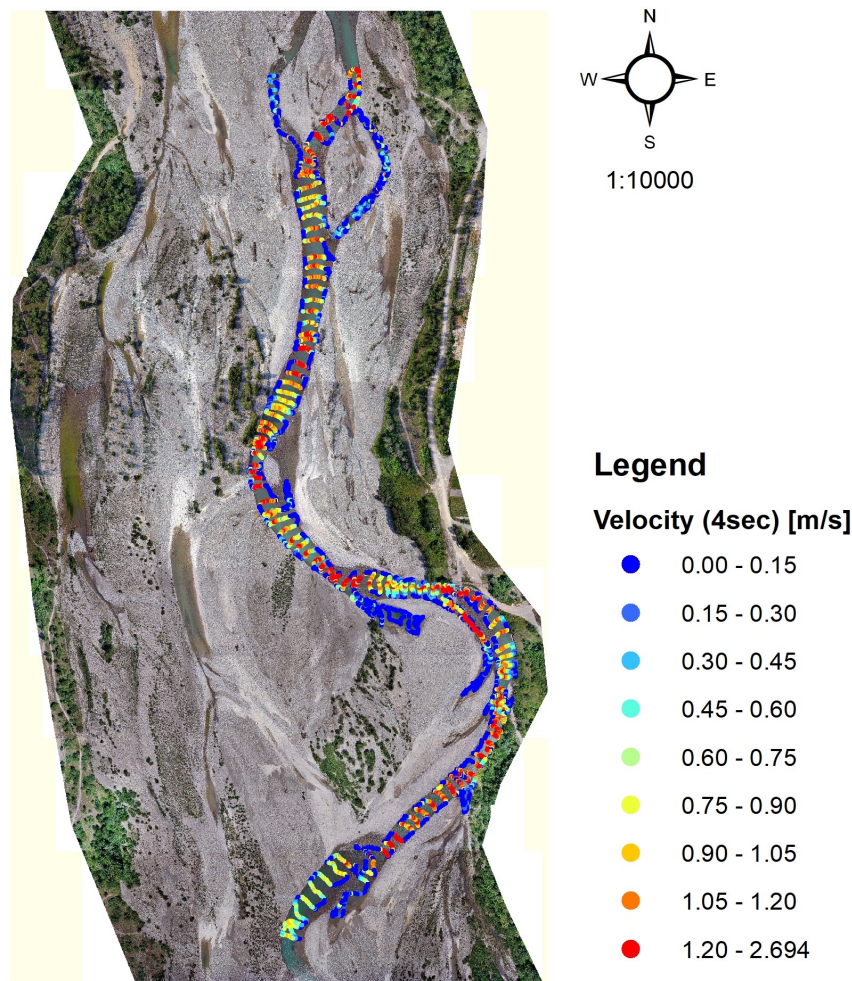 N
W E
S
1:10000
Legend
Velocity (4sec) [m/s]
0.00 - 0.15
0.15 - 0.30
0.30 - 0.45
0.45 - 0.60
0.60 - 0.75
0.75 - 0.90
0.90 - 1.05
1.05 - 1.20
1.20 - 2.694